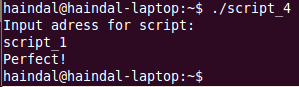 haindal@haindal-laptop:~$ ./script_4
Input adress for script:
script_1
Perfect!
haindal@haindal-laptop:~$